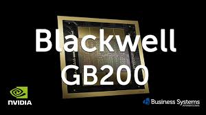 Blackwell
GB200
NVIDIA
Business Systems